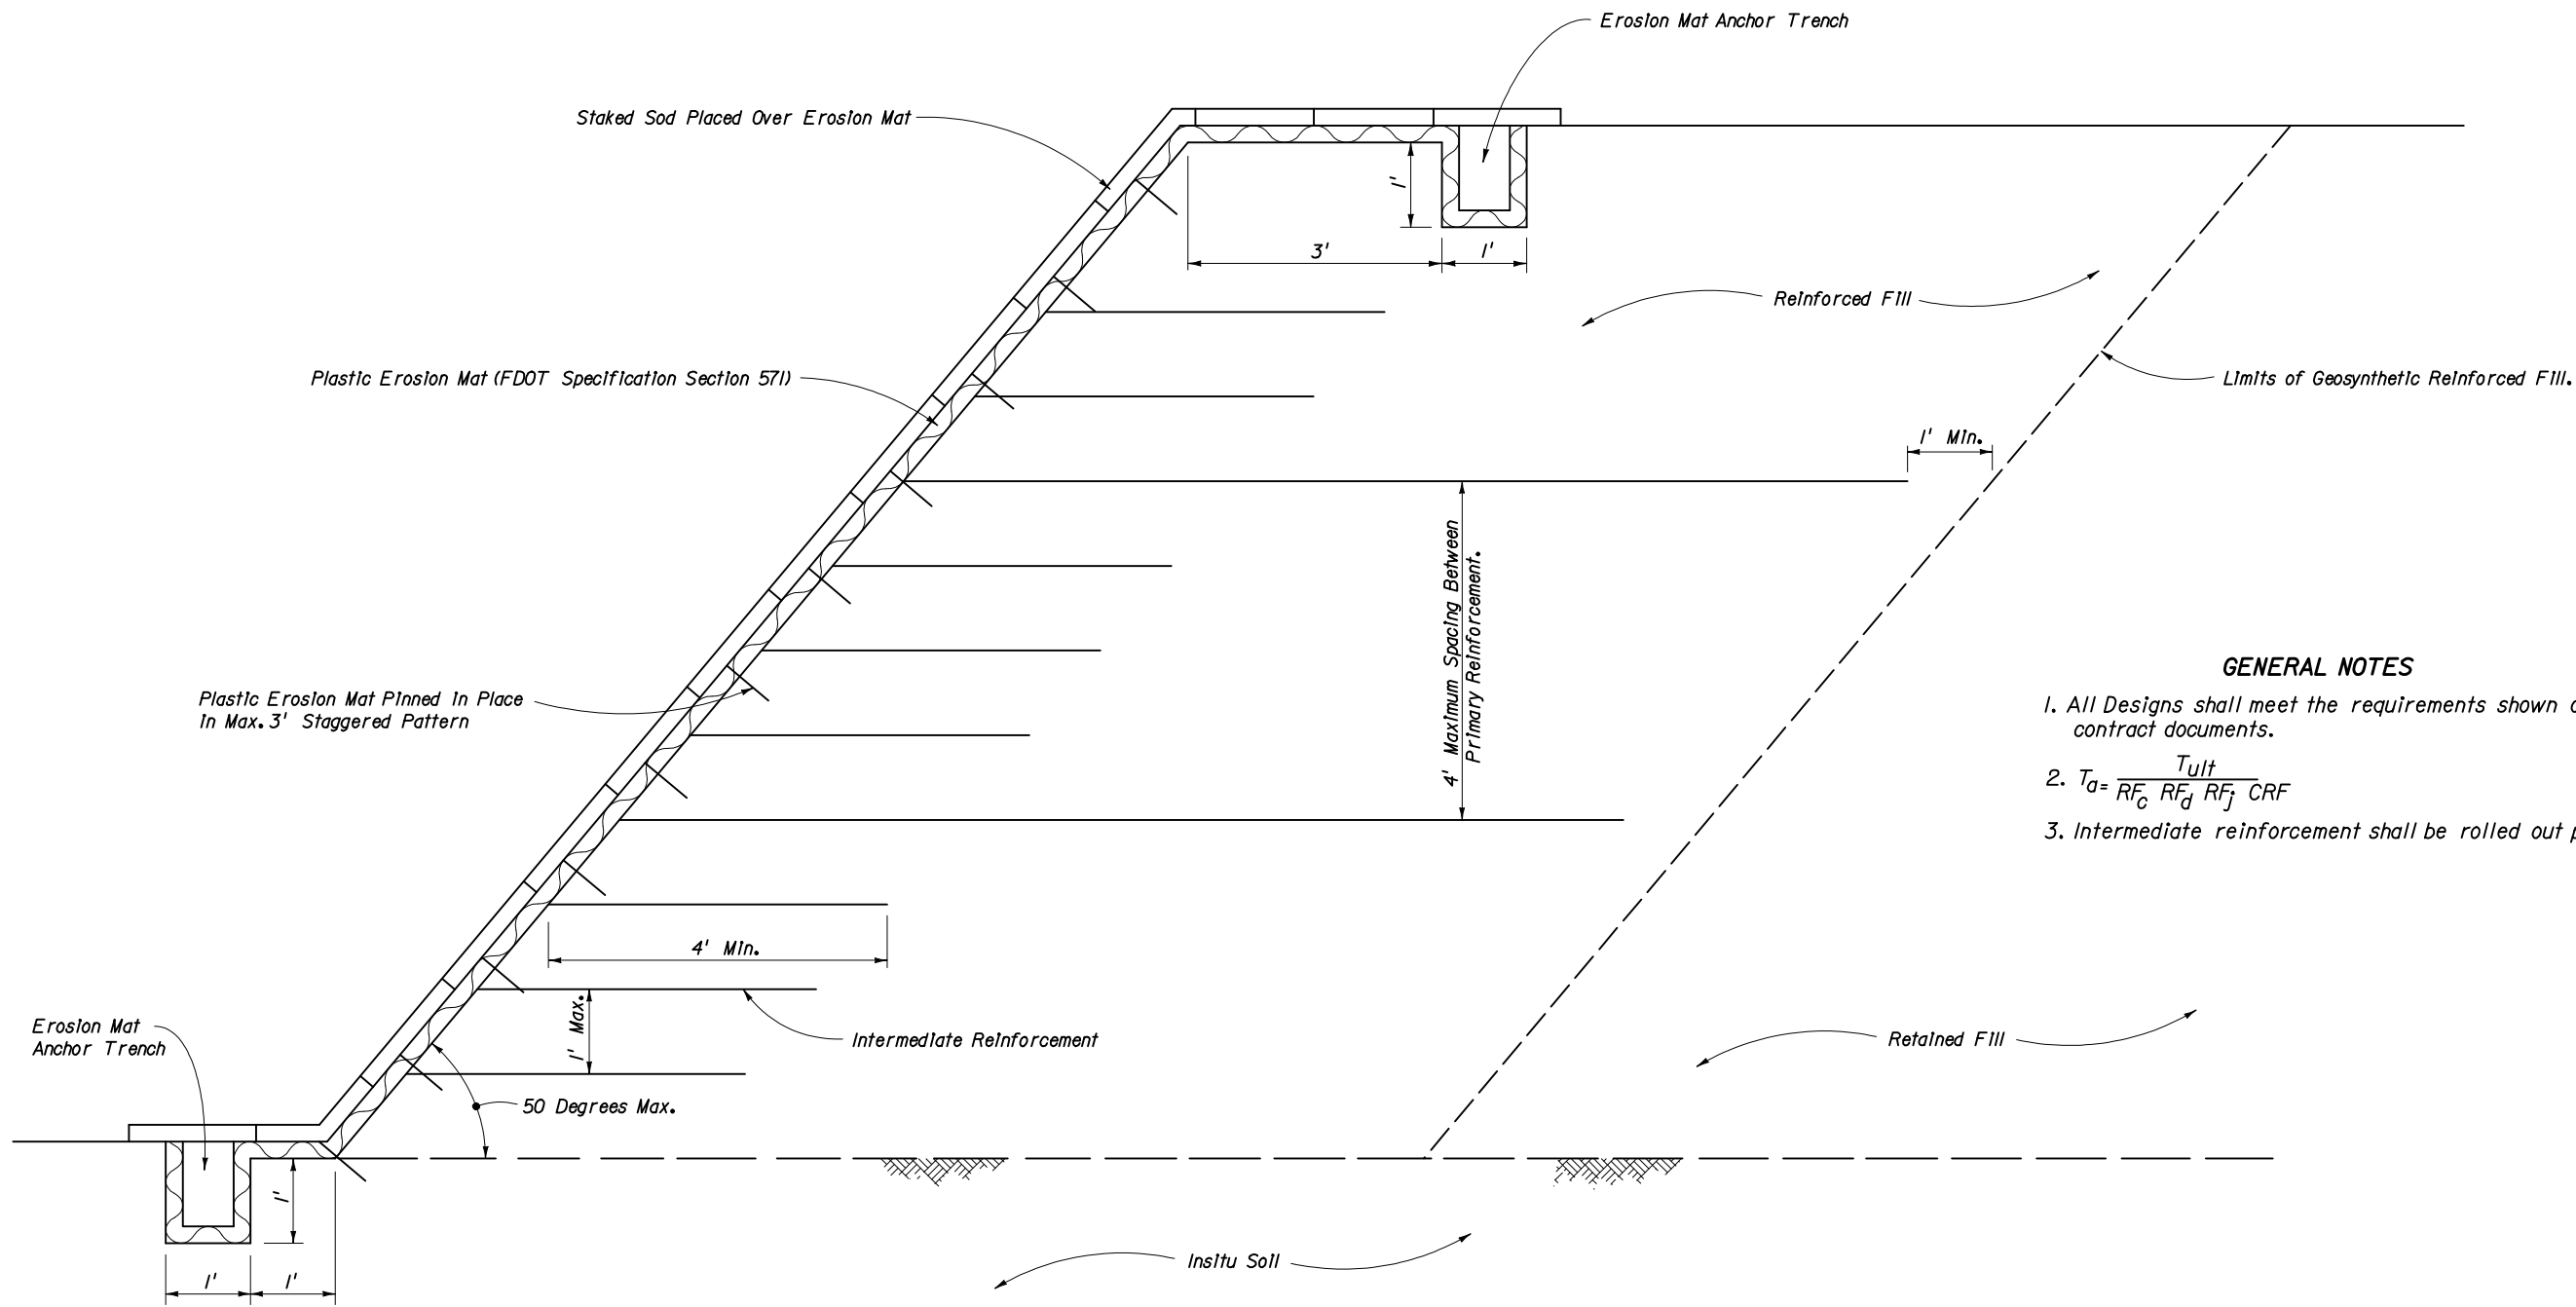 Erosion Mat Anchor Trench
Staked Sod Placed Over Erosion Mat
1'
3'
1'
Reinforced Fill
Plastic Erosion Mat (FDOT Specification Section 571)
Limits of Geosynthetic Reinforced Fill.
1' Min.
4' Maximum Spacing Between
Primary Reinforcement.
Plastic Erosion Mat Pinned in Place
in Max. 3' Staggered Pattern
GENERAL NOTES
1. All Designs shall meet the requirements shown
contract documents.
2. Ta = Tult / RFc RFd RFj CRF
3. Intermediate reinforcement shall be rolled out
4' Min.
1' Max.
Intermediate Reinforcement
Erosion Mat
Anchor Trench
50 Degrees Max.
Retained Fill
1'
1'
1'
Insitu Soil